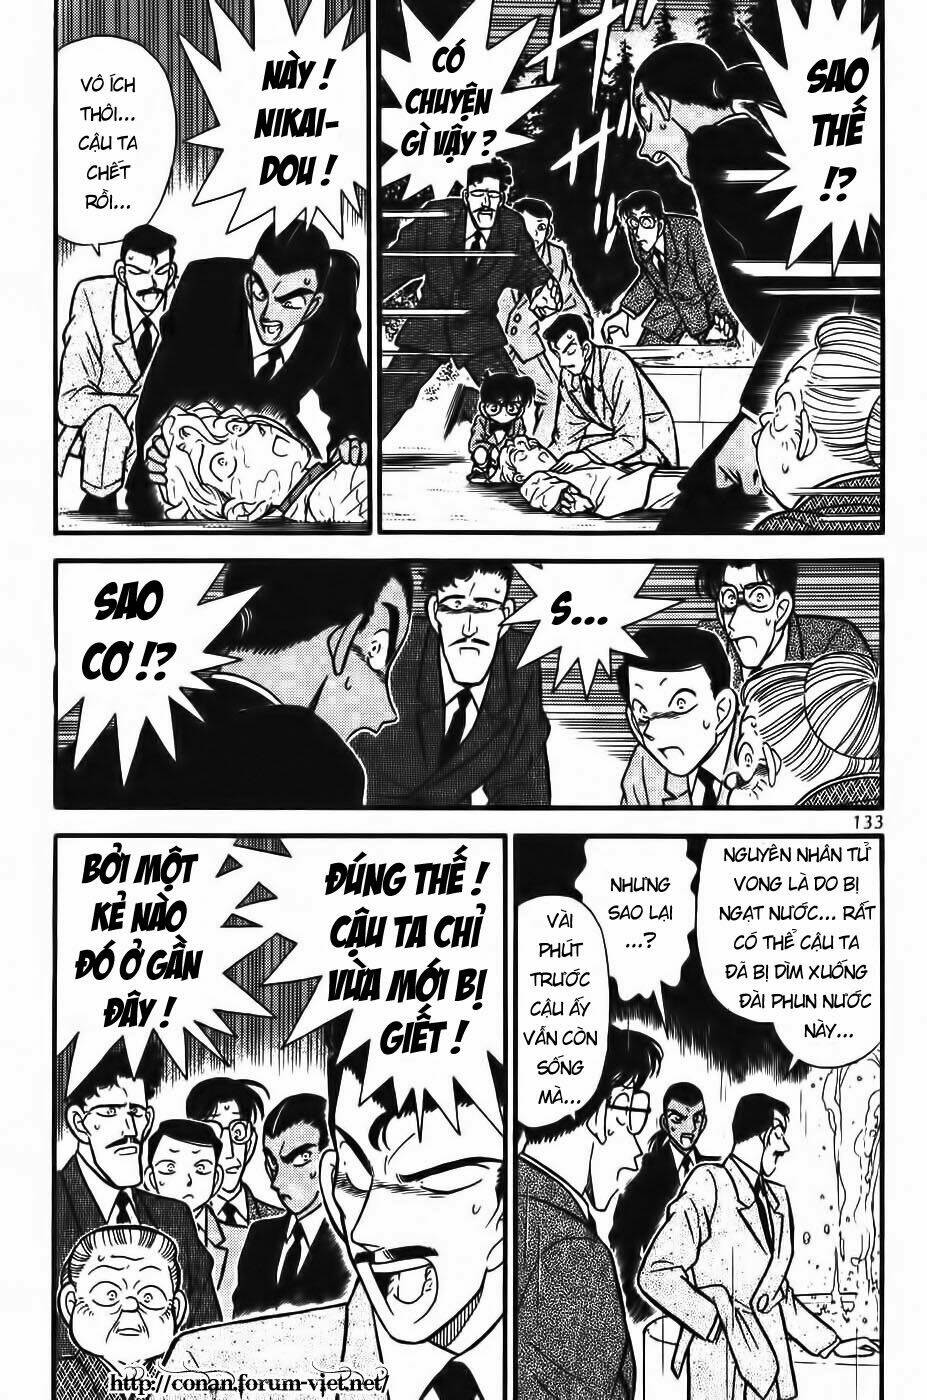 SAO
THẾ
!?
CÓ
CHUYỆN
GÌ VẬY ?
NÀY !
NIKAI-
DOU !
VÔ ÍCH
THÔI...
CẬU TA
CHẾT
RỒI...
S...
SAO
CƠ !?
133
NGUYÊN NHÂN TỬ
VONG LÀ DO BỊ
NGẠT NƯỚC... RẤT
CÓ THỂ CẬU TA
ĐÃ BỊ DÌM XUỐNG
ĐÀI PHUN NƯỚC
NÀY...
NHƯNG
SAO LẠI
...?
VÀI
PHÚT
TRƯỚC
CẬU ẤY
VẪN CÒN
SỐNG
MÀ...
ĐÚNG THẾ !
CẬU TA CHỈ
VỪA MỚI BỊ
GIẾT !
BỞI MỘT
KẺ NÀO
ĐÓ Ở GẦN
ĐÂY !
http://conan.forum-viet.net/